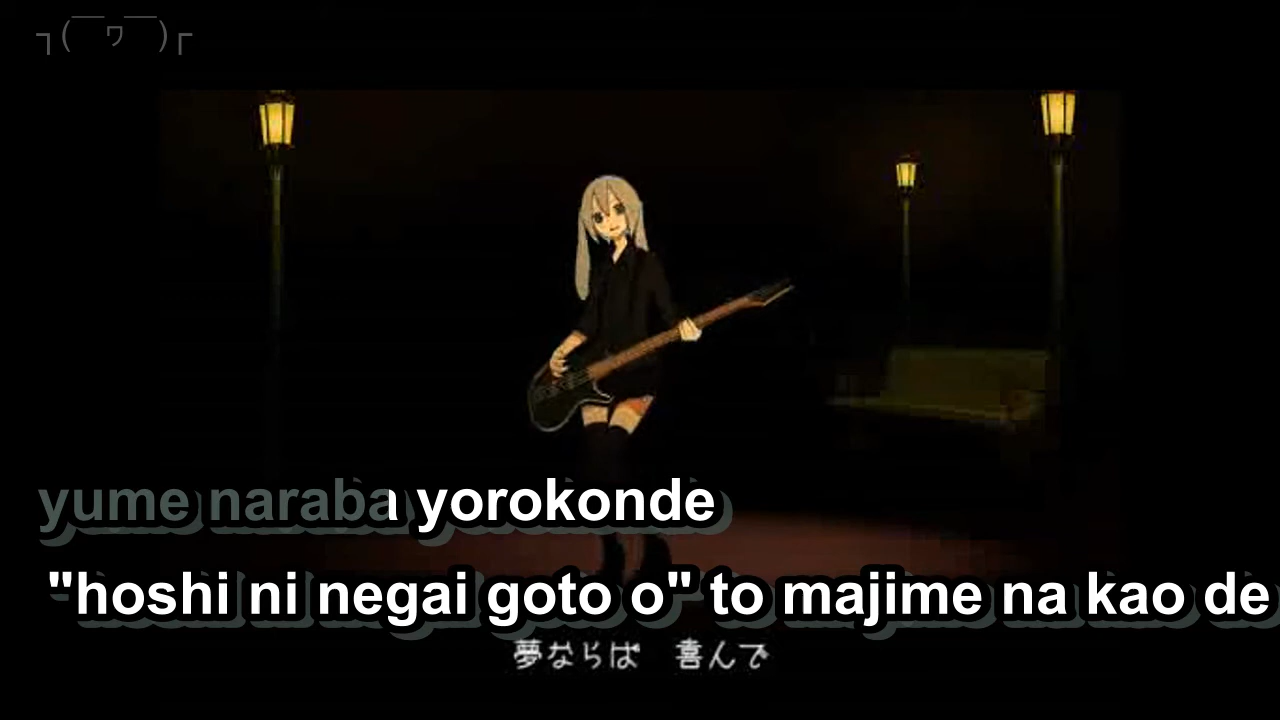 ┐(￣ヮ￣)┌
yume naraba yorokonde
"hoshi ni negai goto o" to majime na kao de
夢ならば 喜んで